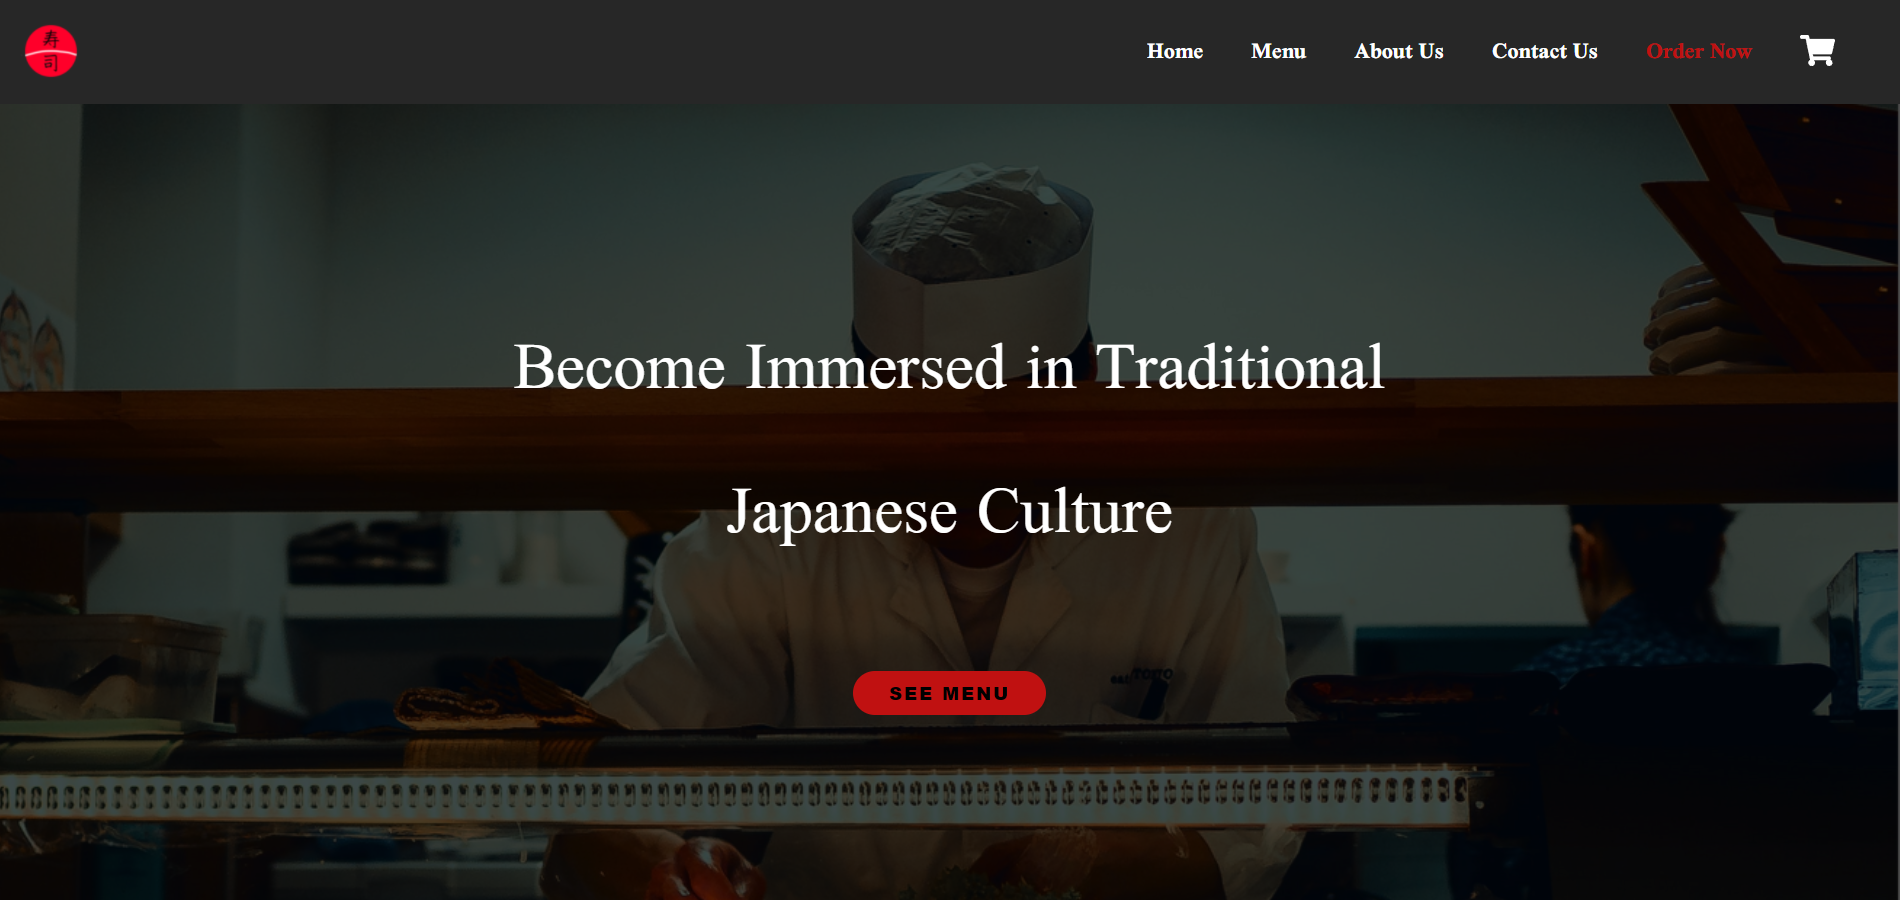 寿
司
Home Menu About Us Contact Us Order Now
Become Immersed in Traditional
Japanese Culture
SEE MENU